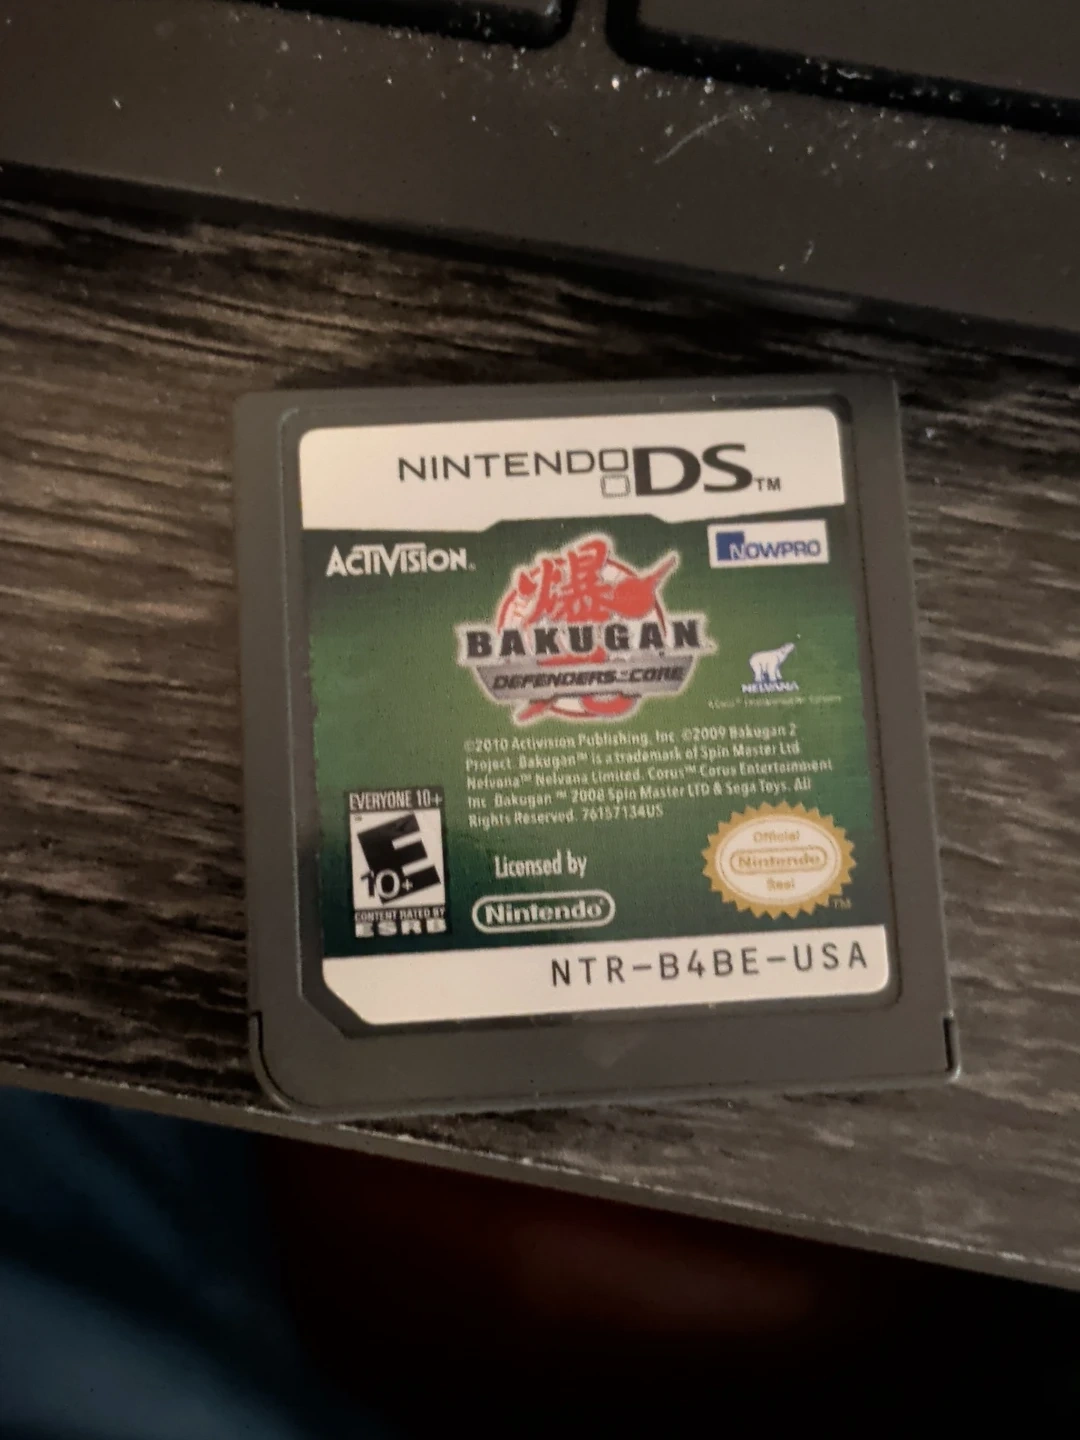 NINTENDO DS™
ACTIVISION®
NOWPRO
爆
BAKUGAN
DEFENDERS OF THE CORE
NELVANA
©2010 Activision Publishing, Inc ©2009 Bakugan 2
Project. Bakugan™ is a trademark of Spin Master Ltd
Nelvana™ Nelvana Limited. Corus™ Corus Entertainment
Inc Bakugan ™ 2008 Spin Master LTD & Sega Toys. All
Rights Reserved. 76157134US
EVERYONE 10+
E
10+
CONTENT RATED BY
ESRB
Licensed by
Nintendo®
Official
Nintendo
Seal
TM
NTR-B4BE-USA